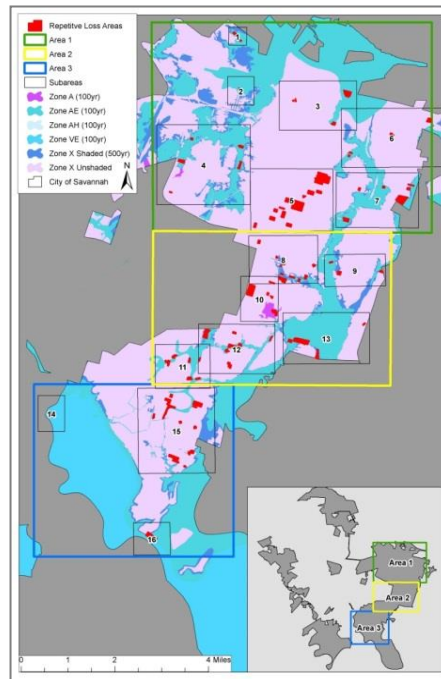 Repetitive Loss Areas
Area 1
Area 2
Area 3
Subareas
Zone A (100yr)
Zone AE (100yr)
Zone AH (100yr)
Zone VE (100yr)
Zone X Shaded (500yr)
Zone X Unshaded
City of Savannah
N
1
2
3
4
5
6
7
8
9
10
11
12
13
14
15
16
Area 1
Area 2
Area 3
0 1 2 4 Miles